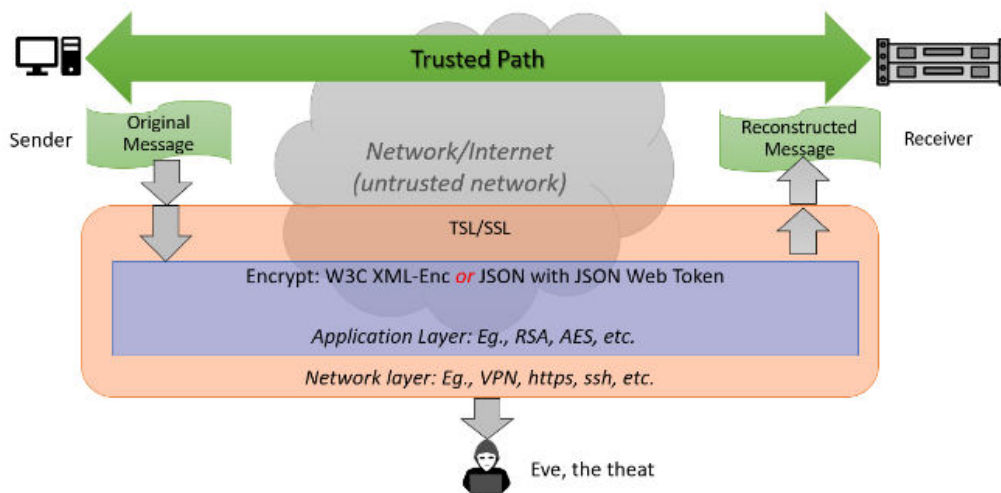 Trusted Path
Sender
Original
Message
Reconstructed
Message
Receiver
Network/Internet
(untrusted network)
TSL/SSL
Encrypt: W3C XML-Enc or JSON with JSON Web Token
Application Layer: Eg., RSA, AES, etc.
Network layer: Eg., VPN, https, ssh, etc.
Eve, the theat